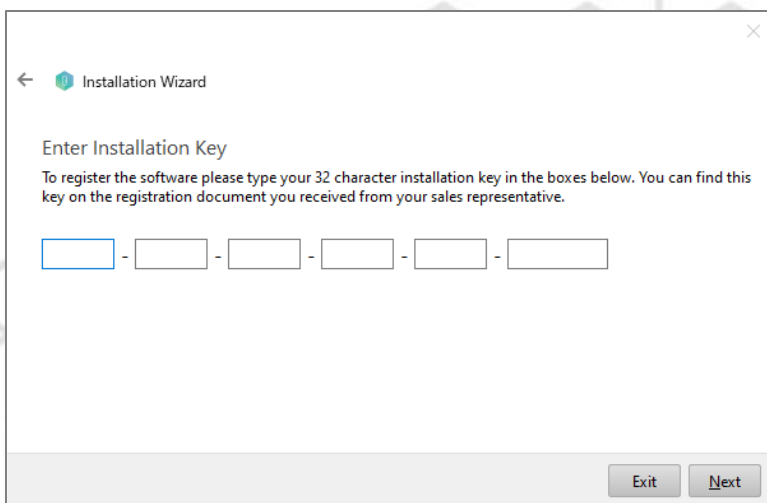 Installation Wizard
Enter Installation Key
To register the software please type your 32 character installation key in the boxes below. You can find this
key on the registration document you received from your sales representative.
- - - - -
Exit Next